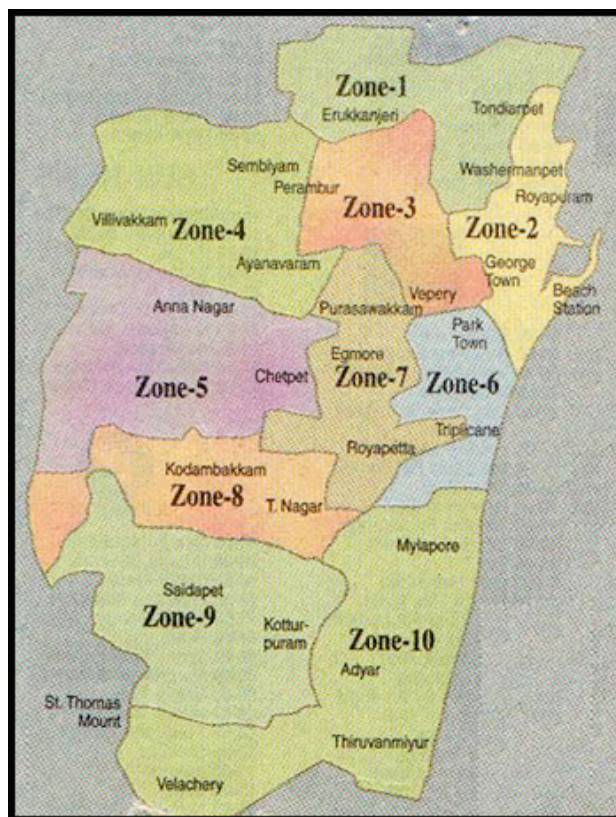 Zone-1
Erukkanjeri
Tondiarpet
Sembiyam
Perambur
Washermanpet
Royapuram
Villivakkam
Zone-4
Zone-3
Zone-2
Ayanavaram
George
Town
Vepery
Beach
Station
Anna Nagar
Purasawakkam
Park
Town
Egmore
Chetpet
Zone-5
Zone-7
Zone-6
Triplicane
Royapetta
Kodambakkam
Zone-8
T. Nagar
Mylapore
Saidapet
Zone-9
Kottur-
puram
Zone-10
Adyar
St. Thomas
Mount
Thiruvanmiyur
Velachery